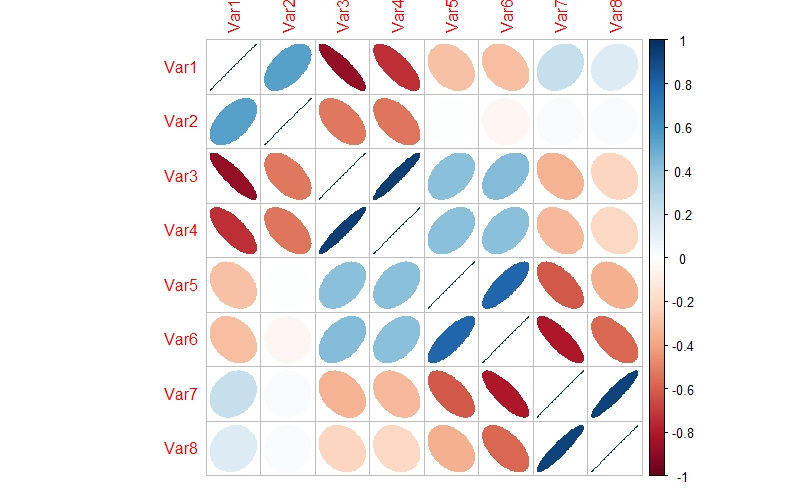 Var1 Var2 Var3 Var4 Var5 Var6 Var7 Var8
Var1
Var2
Var3
Var4
Var5
Var6
Var7
Var8
1
0.8
0.6
0.4
0.2
0
-0.2
-0.4
-0.6
-0.8
-1